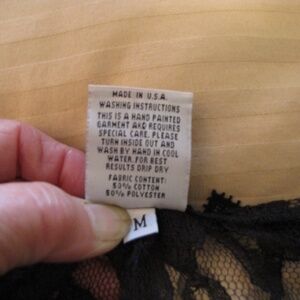 MADE IN U.S.A.
WASHING INSTRUCTIONS
THIS IS A HAND PAINTED
GARMENT AND REQUIRES
SPECIAL CARE. PLEASE
TURN INSIDE OUT AND
WASH BY HAND IN COOL
WATER. FOR BEST
RESULTS DRIP DRY
FABRIC CONTENT:
50% COTTON
50% POLYESTER
M